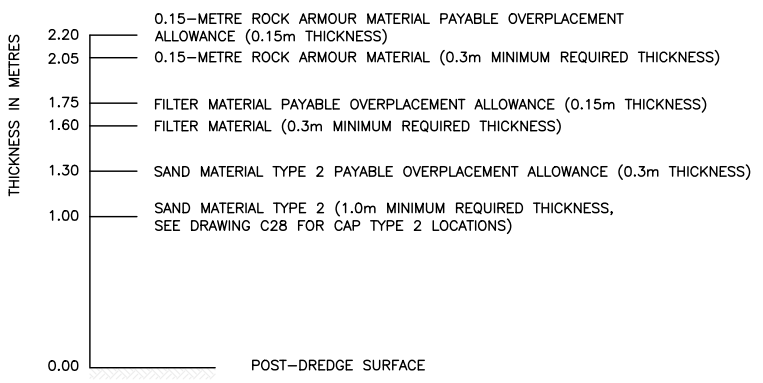 THICKNESS IN METRES
0.15-METRE ROCK ARMOUR MATERIAL PAYABLE OVERPLACEMENT
2.20 ALLOWANCE (0.15m THICKNESS)
2.05 0.15-METRE ROCK ARMOUR MATERIAL (0.3m MINIMUM REQUIRED THICKNESS)
1.75 FILTER MATERIAL PAYABLE OVERPLACEMENT ALLOWANCE (0.15m THICKNESS)
1.60 FILTER MATERIAL (0.3m MINIMUM REQUIRED THICKNESS)
1.30 SAND MATERIAL TYPE 2 PAYABLE OVERPLACEMENT ALLOWANCE (0.3m THICKNESS)
1.00 SAND MATERIAL TYPE 2 (1.0m MINIMUM REQUIRED THICKNESS,
SEE DRAWING C28 FOR CAP TYPE 2 LOCATIONS)
0.00 POST-DREDGE SURFACE